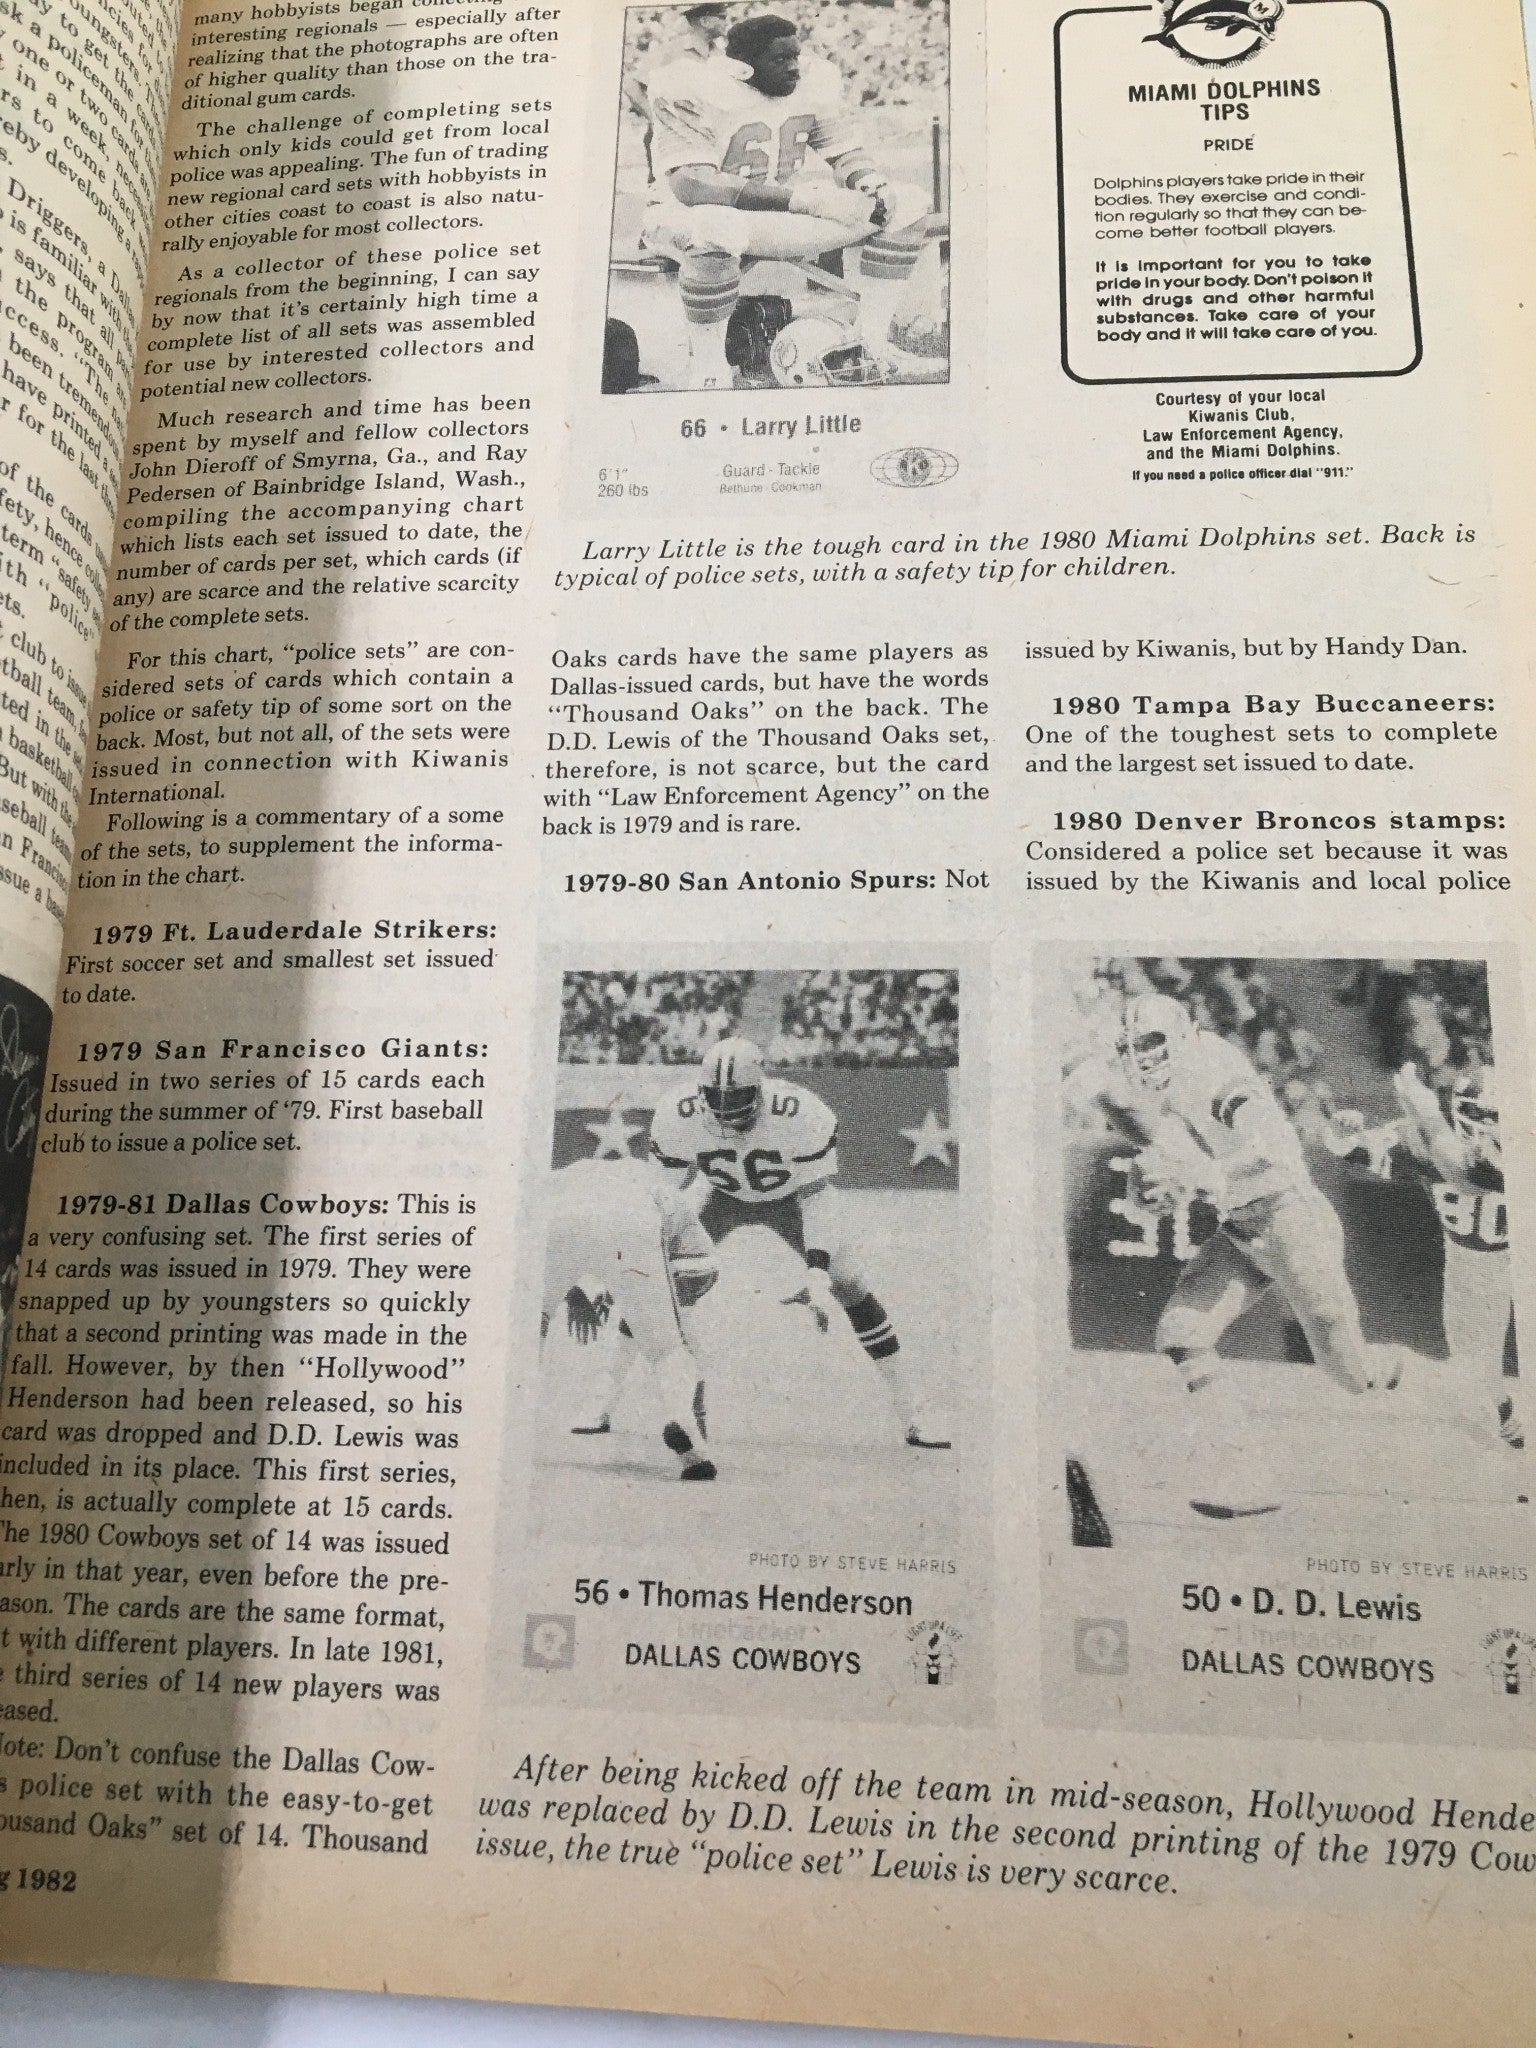 many hobbyists began
interesting regionals — especially after
realizing that the photographs are often
of higher quality than those on the tra-
ditional gum cards.
The challenge of completing sets
which only kids could get from local
police was appealing. The fun of trading
new regional card sets with hobbyists in
other cities coast to coast is also natu-
rally enjoyable for most collectors.
As a collector of these police set
regionals from the beginning, I can say
by now that it's certainly high time a
complete list of all sets was assembled
for use by interested collectors and
potential new collectors.
Much research and time has been
spent by myself and fellow collectors
John Dieroff of Smyrna, Ga., and Ray
Pedersen of Bainbridge Island, Wash.,
compiling the accompanying chart
which lists each set issued to date, the
number of cards per set, which cards (if
any) are scarce and the relative scarcity
of the complete sets.
For this chart, "police sets" are con-
sidered sets of cards which contain a
police or safety tip of some sort on the
back. Most, but not all, of the sets were
issued in connection with Kiwanis
International.
Following is a commentary of a some
of the sets, to supplement the informa-
tion in the chart.
1979 Ft. Lauderdale Strikers:
First soccer set and smallest set issued
to date.
1979 San Francisco Giants:
Issued in two series of 15 cards each
during the summer of '79. First baseball
club to issue a police set.
1979-81 Dallas Cowboys: This is
a very confusing set. The first series of
14 cards was issued in 1979. They were
snapped up by youngsters so quickly
that a second printing was made in the
fall. However, by then "Hollywood"
Henderson had been released, so his
card was dropped and D.D. Lewis was
included in its place. This first series,
hen, is actually complete at 15 cards.
The 1980 Cowboys set of 14 was issued
arly in that year, even before the pre-
ason. The cards are the same format,
t with different players. In late 1981,
third series of 14 new players was
eased.
ote: Don't confuse the Dallas Cow-
s police set with the easy-to-get
ousand Oaks" set of 14. Thousand
g 1982
66
66 • Larry Little
6'1"
260 lbs
Guard - Tackle
Bethune - Cookman
K
M
MIAMI DOLPHINS
TIPS
PRIDE
Dolphins players take pride in their
bodies. They exercise and condi-
tion regularly so that they can be-
come better football players.
It is important for you to take
pride in your body. Don't poison it
with drugs and other harmful
substances. Take care of your
body and it will take care of you.
Courtesy of your local
Kiwanis Club,
Law Enforcement Agency,
and the Miami Dolphins.
If you need a police officer dial "911."
Larry Little is the tough card in the 1980 Miami Dolphins set. Back is
typical of police sets, with a safety tip for children.
Oaks cards have the same players as
Dallas-issued cards, but have the words
"Thousand Oaks" on the back. The
D.D. Lewis of the Thousand Oaks set,
therefore, is not scarce, but the card
with "Law Enforcement Agency" on the
back is 1979 and is rare.
1979-80 San Antonio Spurs: Not
issued by Kiwanis, but by Handy Dan.
1980 Tampa Bay Buccaneers:
One of the toughest sets to complete
and the largest set issued to date.
1980 Denver Broncos stamps:
Considered a police set because it was
issued by the Kiwanis and local police
56
80
PHOTO BY STEVE HARRIS
56 • Thomas Henderson
Linebacker
DALLAS COWBOYS
LIGHT UP A LIFE
PHOTO BY STEVE HARRIS
50 • D. D. Lewis
Linebacker
DALLAS COWBOYS
After being kicked off the team in mid-season, Hollywood Hende
was replaced by D.D. Lewis in the second printing of the 1979 Cow
issue, the true "police set" Lewis is very scarce.